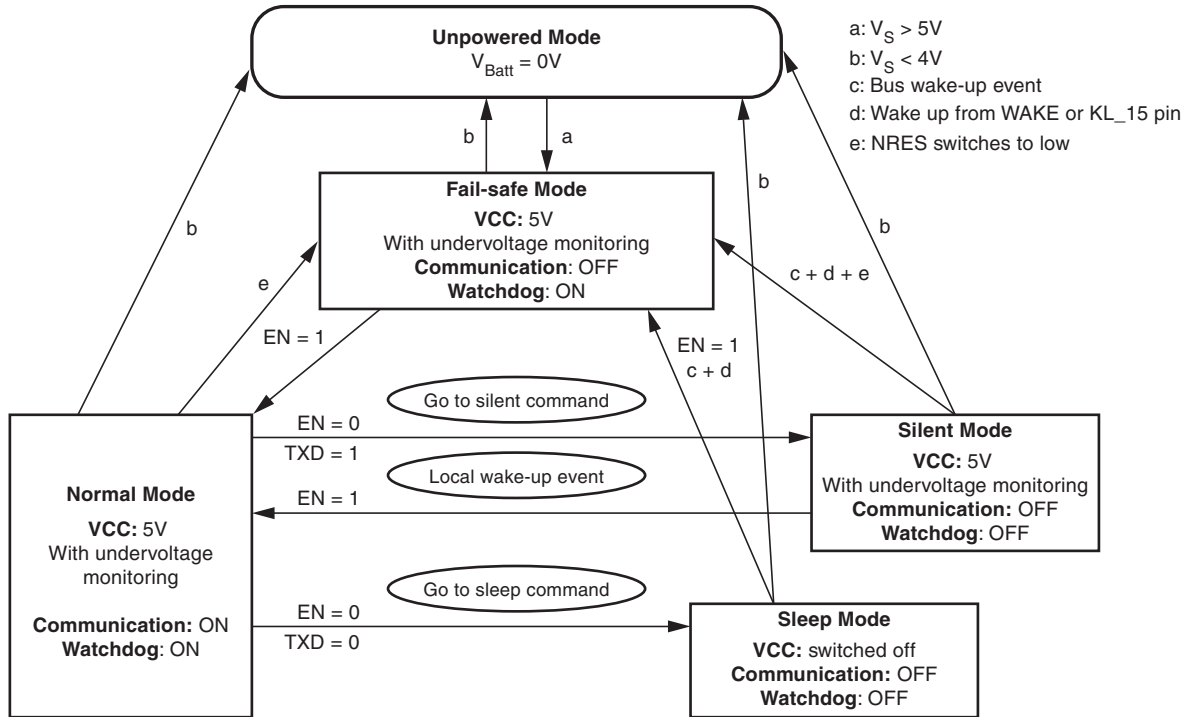 Unpowered Mode
V_Batt = 0V
a: V_S > 5V
b: V_S < 4V
c: Bus wake-up event
d: Wake up from WAKE or KL_15 pin
e: NRES switches to low
b
a
Fail-safe Mode
VCC: 5V
With undervoltage monitoring
Communication: OFF
Watchdog: ON
b
e
b
b
c + d + e
EN = 1
EN = 1
c + d
Go to silent command
EN = 0
TXD = 1
Local wake-up event
EN = 1
Silent Mode
VCC: 5V
With undervoltage monitoring
Communication: OFF
Watchdog: OFF
Normal Mode
VCC: 5V
With undervoltage
monitoring
Communication: ON
Watchdog: ON
Go to sleep command
EN = 0
TXD = 0
Sleep Mode
VCC: switched off
Communication: OFF
Watchdog: OFF